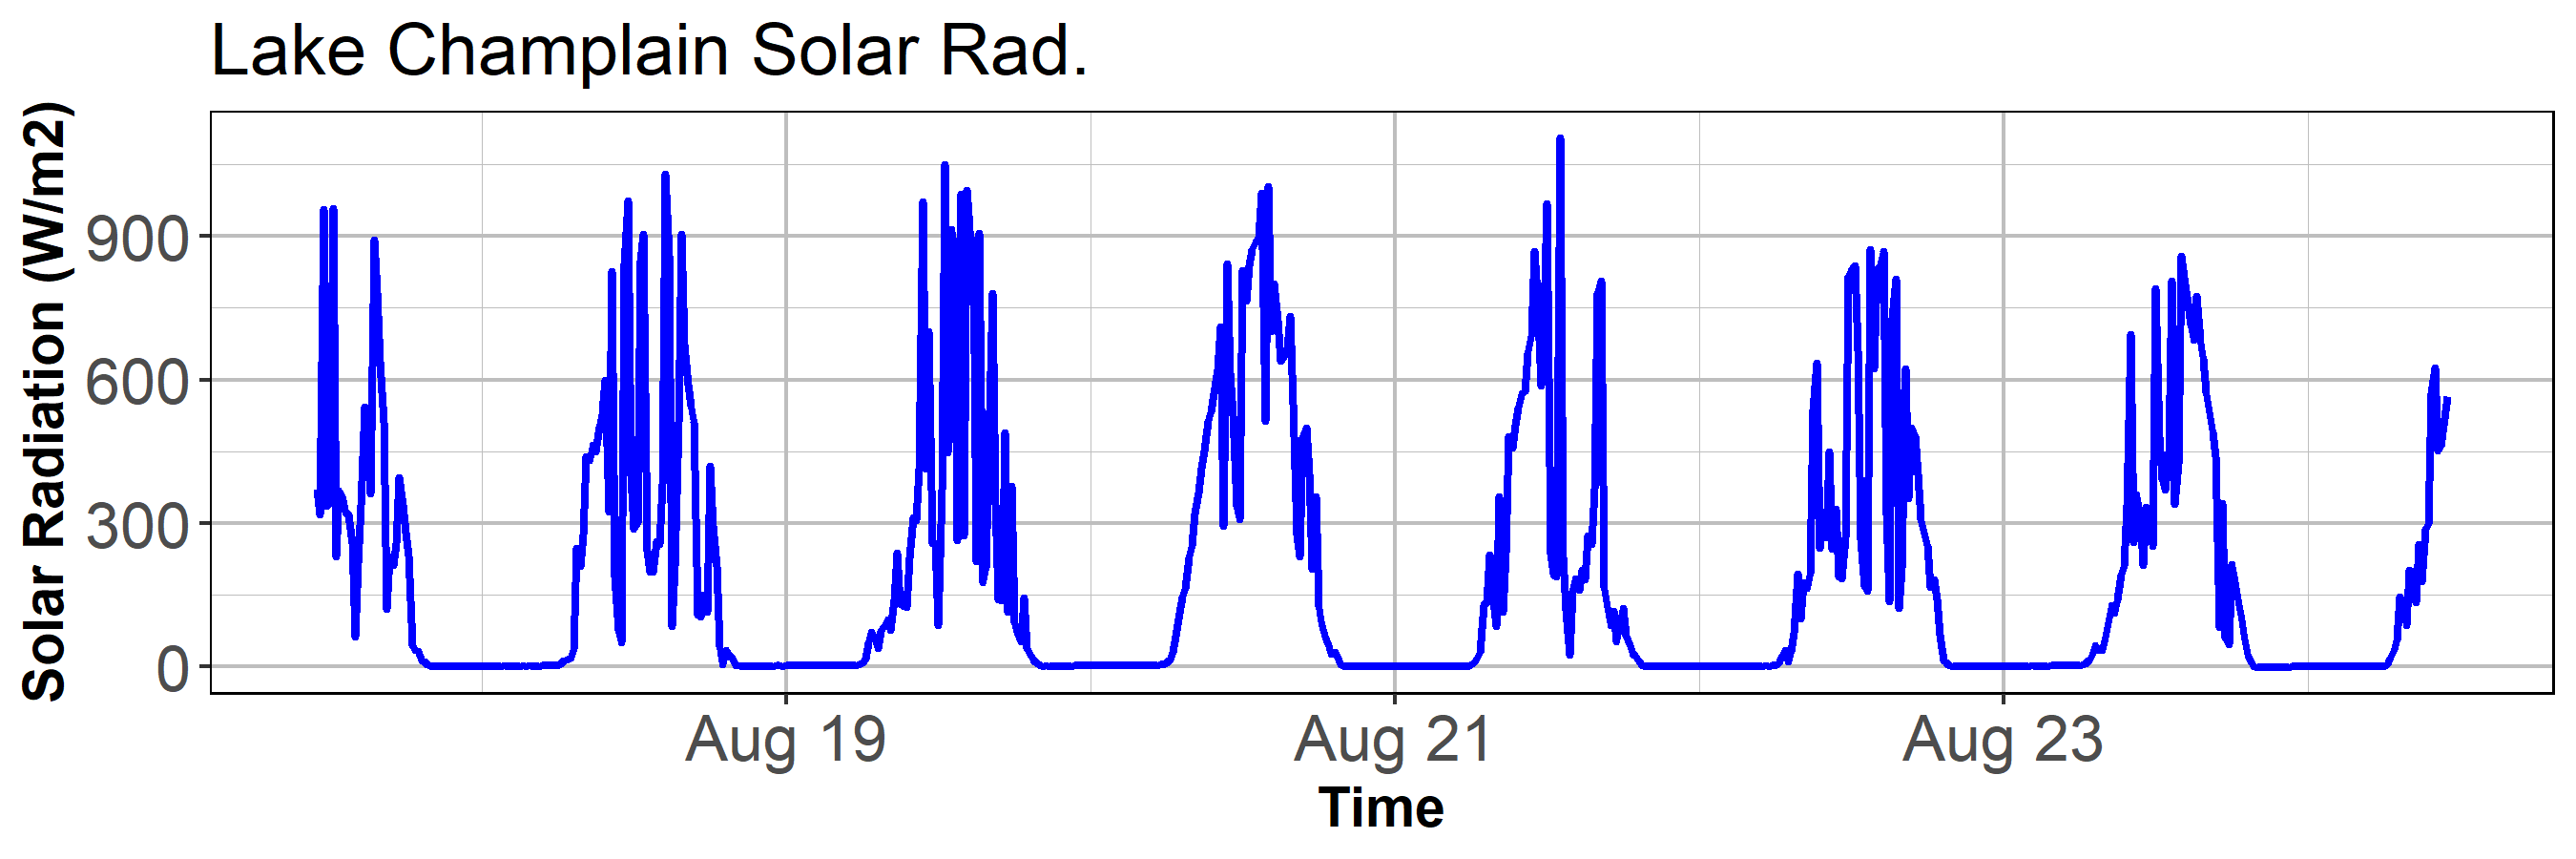 Lake Champlain Solar Rad.
Solar Radiation (W/m2)
900
600
300
0
Aug 19
Aug 21
Aug 23
Time